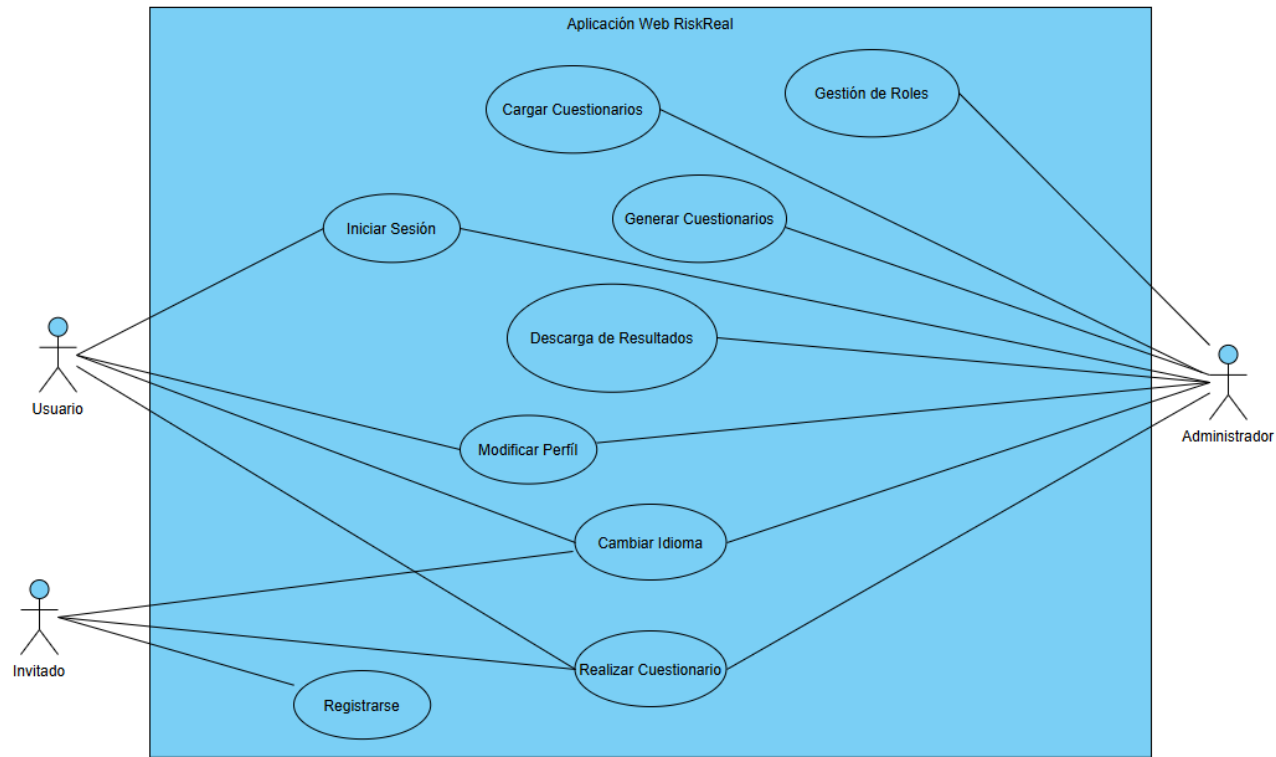 Aplicación Web RiskReal
Gestión de Roles
Cargar Cuestionarios
Generar Cuestionarios
Iniciar Sesión
Descarga de Resultados
Usuario
Administrador
Modificar Perfíl
Cambiar Idioma
Invitado
Realizar Cuestionario
Registrarse